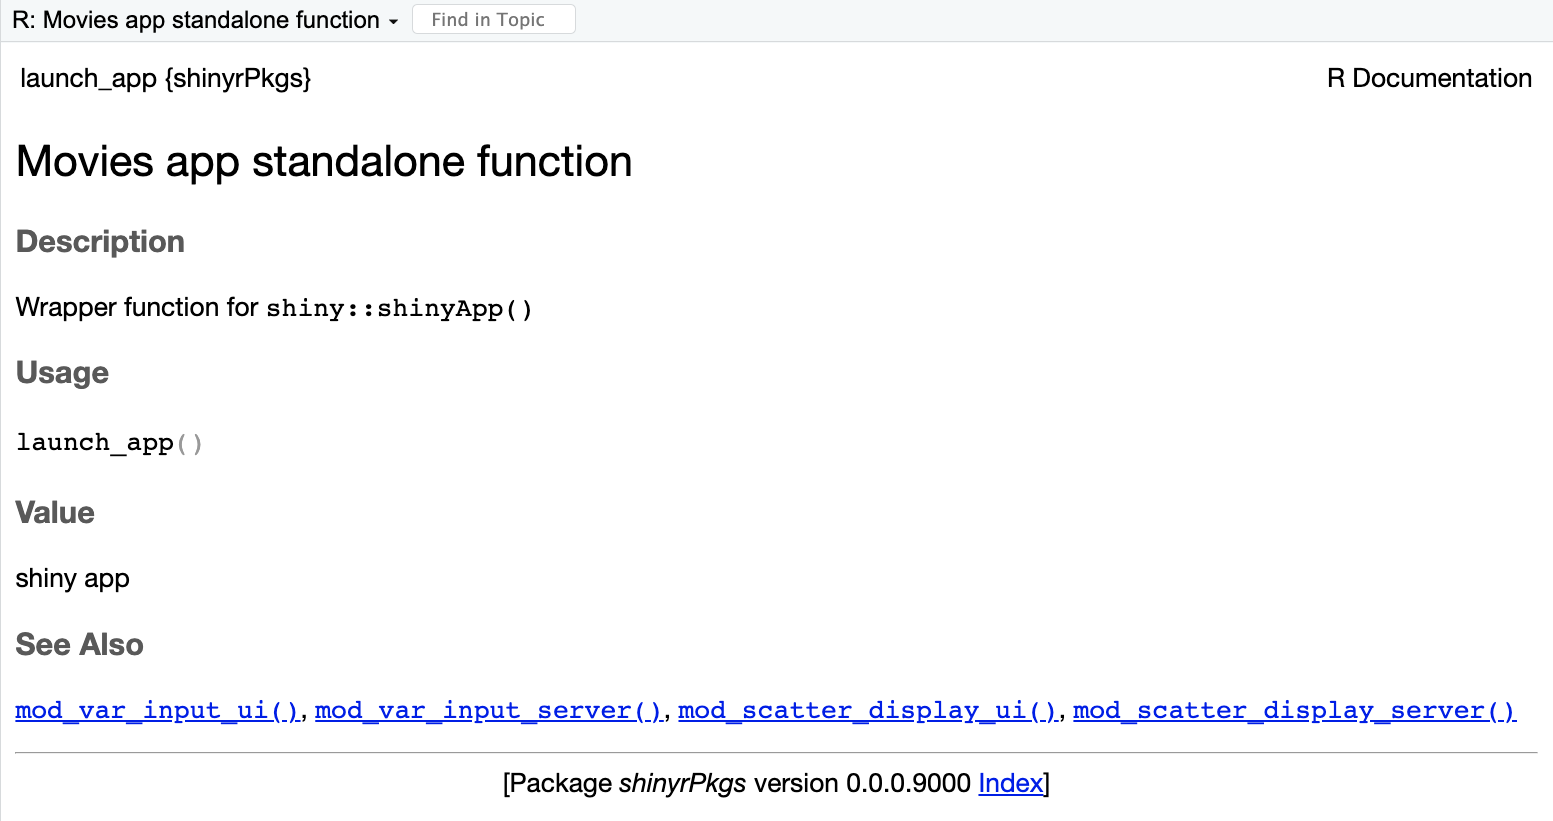 R: Movies app standalone function Find in Topic
launch_app {shinyrPkgs} R Documentation
Movies app standalone function
Description
Wrapper function for shiny::shinyApp()
Usage
launch_app()
Value
shiny app
See Also
mod_var_input_ui(), mod_var_input_server(), mod_scatter_display_ui(), mod_scatter_display_server()
[Package shinyrPkgs version 0.0.0.9000 Index]